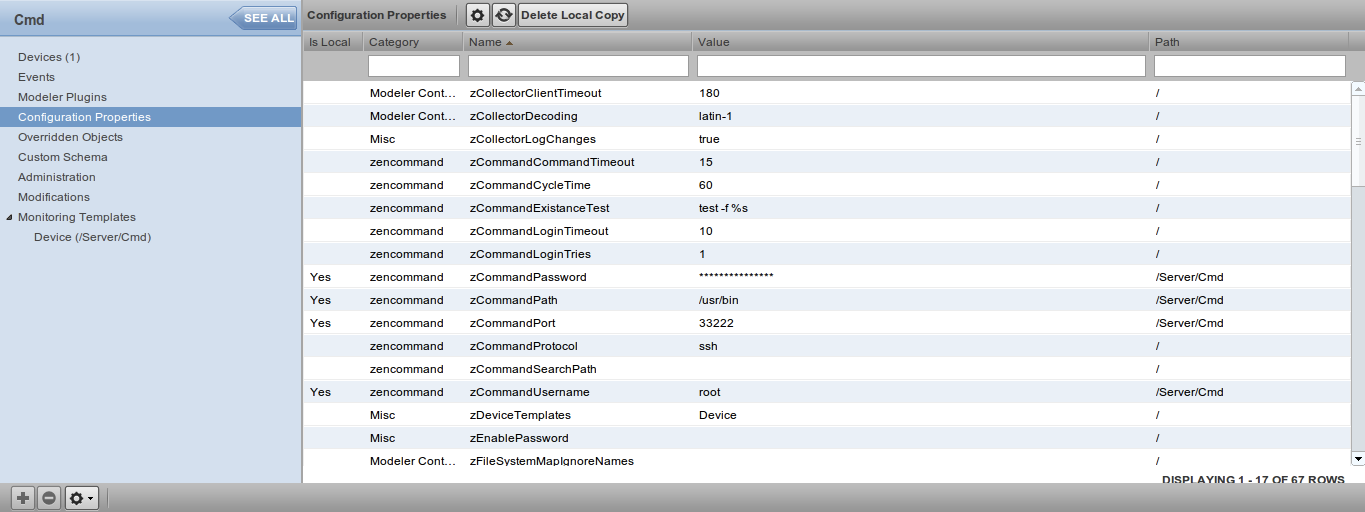 Cmd
SEE ALL
Devices (1)
Events
Modeler Plugins
Configuration Properties
Overridden Objects
Custom Schema
Administration
Modifications
Monitoring Templates
Device (/Server/Cmd)
Configuration Properties Delete Local Copy
Is Local Category Name Value Path
Modeler Cont... zCollectorClientTimeout 180 /
Modeler Cont... zCollectorDecoding latin-1 /
Misc zCollectorLogChanges true /
zencommand zCommandCommandTimeout 15 /
zencommand zCommandCycleTime 60 /
zencommand zCommandExistanceTest test -f %s /
zencommand zCommandLoginTimeout 10 /
zencommand zCommandLoginTries 1 /
Yes zencommand zCommandPassword *************** /Server/Cmd
Yes zencommand zCommandPath /usr/bin /Server/Cmd
Yes zencommand zCommandPort 33222 /Server/Cmd
zencommand zCommandProtocol ssh /
zencommand zCommandSearchPath /
Yes zencommand zCommandUsername root /Server/Cmd
Misc zDeviceTemplates Device /
Misc zEnablePassword /
Modeler Cont... zFileSystemMapIgnoreNames /
DISPLAYING 1 - 17 OF 67 ROWS